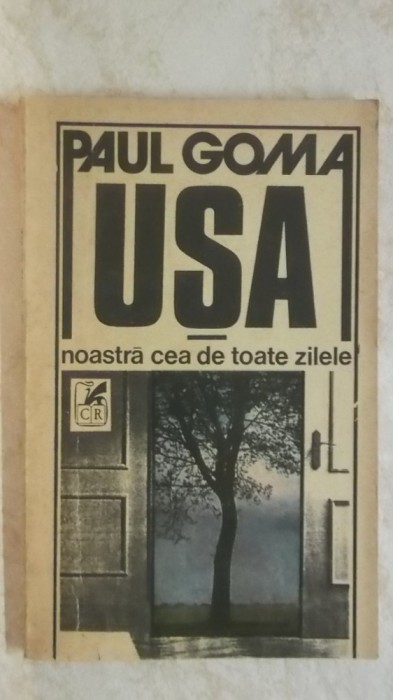 PAUL GOMA
UȘA
noastră cea de toate zilele
CR